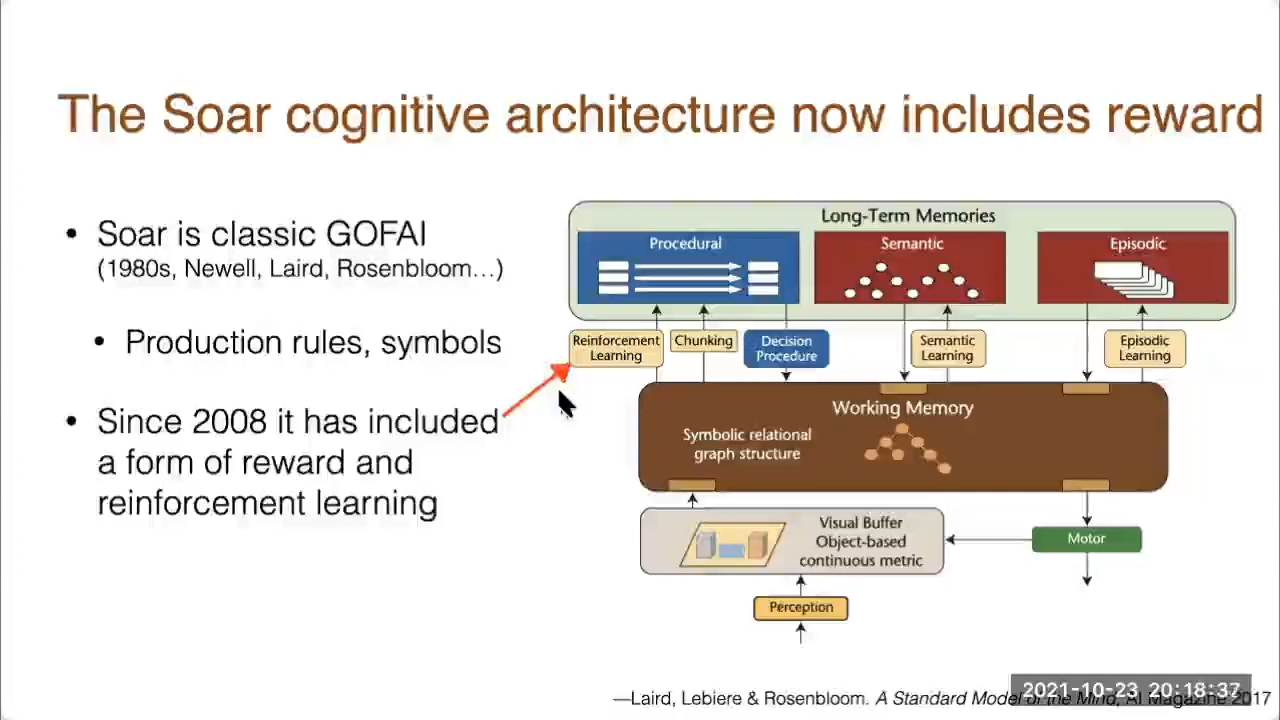 The Soar cognitive architecture now includes reward
• Soar is classic GOFAI
(1980s, Newell, Laird, Rosenbloom…)
• Production rules, symbols
• Since 2008 it has included
a form of reward and
reinforcement learning
Long-Term Memories
Procedural
Semantic
Episodic
Reinforcement
Learning
Chunking
Decision
Procedure
Semantic
Learning
Episodic
Learning
Working Memory
Symbolic relational
graph structure
Visual Buffer
Object-based
continuous metric
Motor
Perception
—Laird, Lebiere & Rosenbloom. A Standard Model of the Mind, AI Magazine 2017
2021-10-23 20:18:37